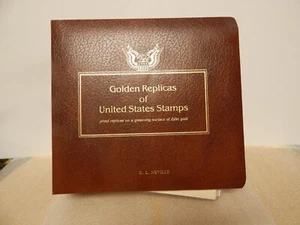 Golden Replicas
of
United States Stamps
proof replicas on a gleaming surface of 22kt gold